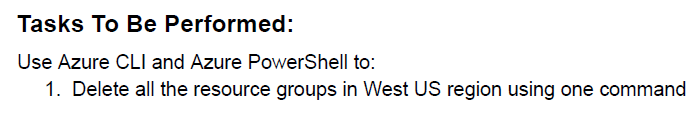 Tasks To Be Performed:
Use Azure CLI and Azure PowerShell to:
1. Delete all the resource groups in West US region using one command